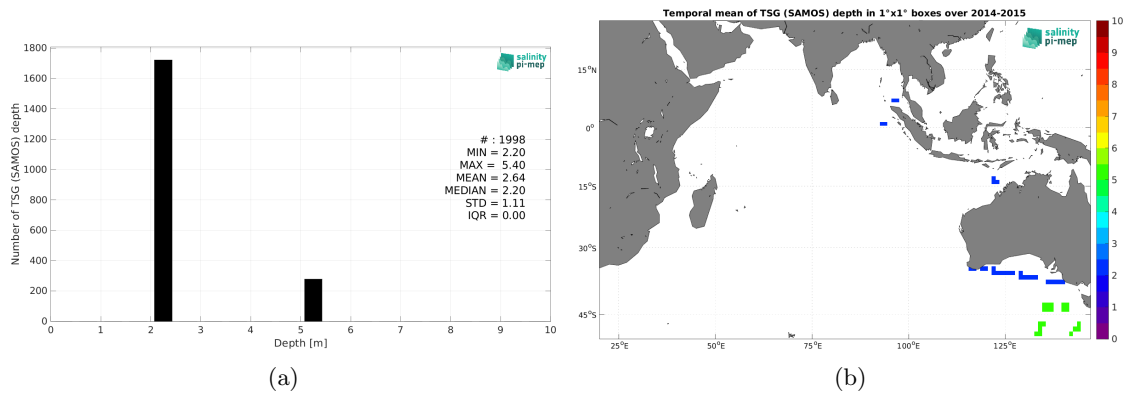 1800
1600
1400
1200
1000
800
600
400
200
0
Number of TSG (SAMOS) depth
salinity
pi-mep
# : 1998
MIN = 2.20
MAX = 5.40
MEAN = 2.64
MEDIAN = 2.20
STD = 1.11
IQR = 0.00
0 1 2 3 4 5 6 7 8 9 10
Depth [m]
(a)
Temporal mean of TSG (SAMOS) depth in 1°x1° boxes over 2014-2015
salinity
pi-mep
15°N
0°
15°S
30°S
45°S
25°E 50°E 75°E 100°E 125°E
10
9
8
7
6
5
4
3
2
1
0
(b)